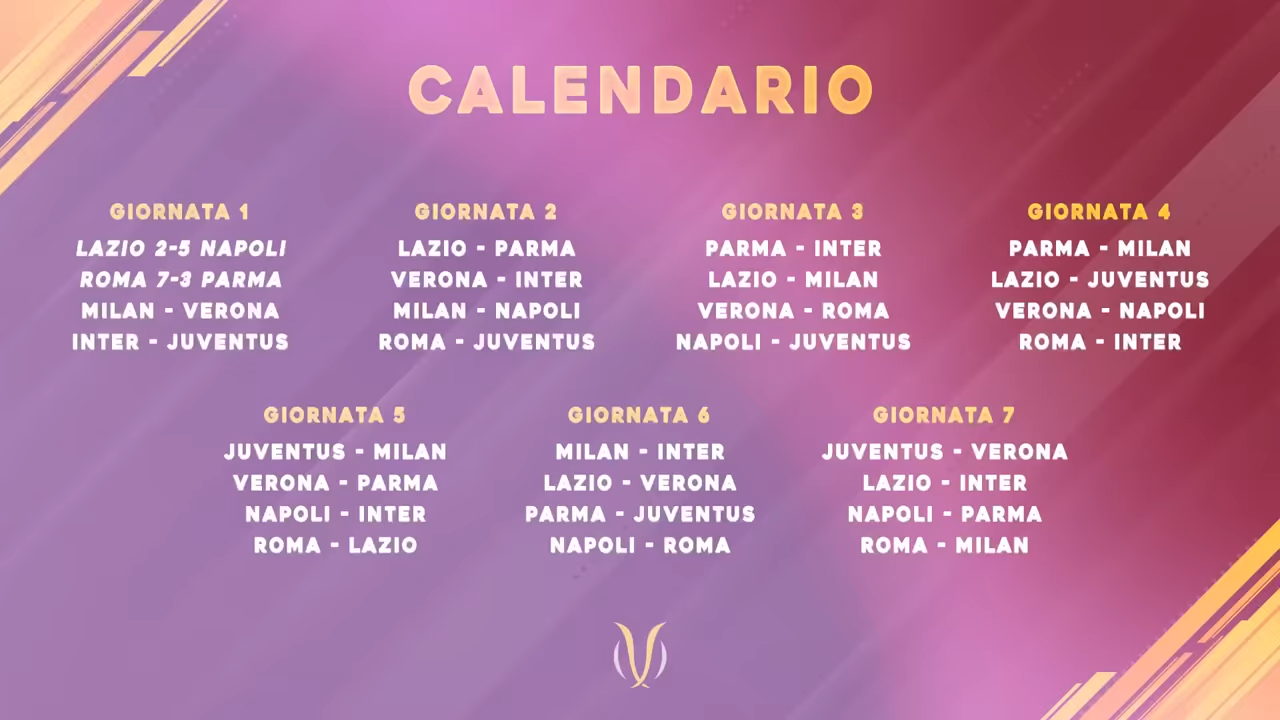 CALENDARIO
GIORNATA 1
LAZIO 2-5 NAPOLI
ROMA 7-3 PARMA
MILAN - VERONA
INTER - JUVENTUS
GIORNATA 2
LAZIO - PARMA
VERONA - INTER
MILAN - NAPOLI
ROMA - JUVENTUS
GIORNATA 3
PARMA - INTER
LAZIO - MILAN
VERONA - ROMA
NAPOLI - JUVENTUS
GIORNATA 4
PARMA - MILAN
LAZIO - JUVENTUS
VERONA - NAPOLI
ROMA - INTER
GIORNATA 5
JUVENTUS - MILAN
VERONA - PARMA
NAPOLI - INTER
ROMA - LAZIO
GIORNATA 6
MILAN - INTER
LAZIO - VERONA
PARMA - JUVENTUS
NAPOLI - ROMA
GIORNATA 7
JUVENTUS - VERONA
LAZIO - INTER
NAPOLI - PARMA
ROMA - MILAN